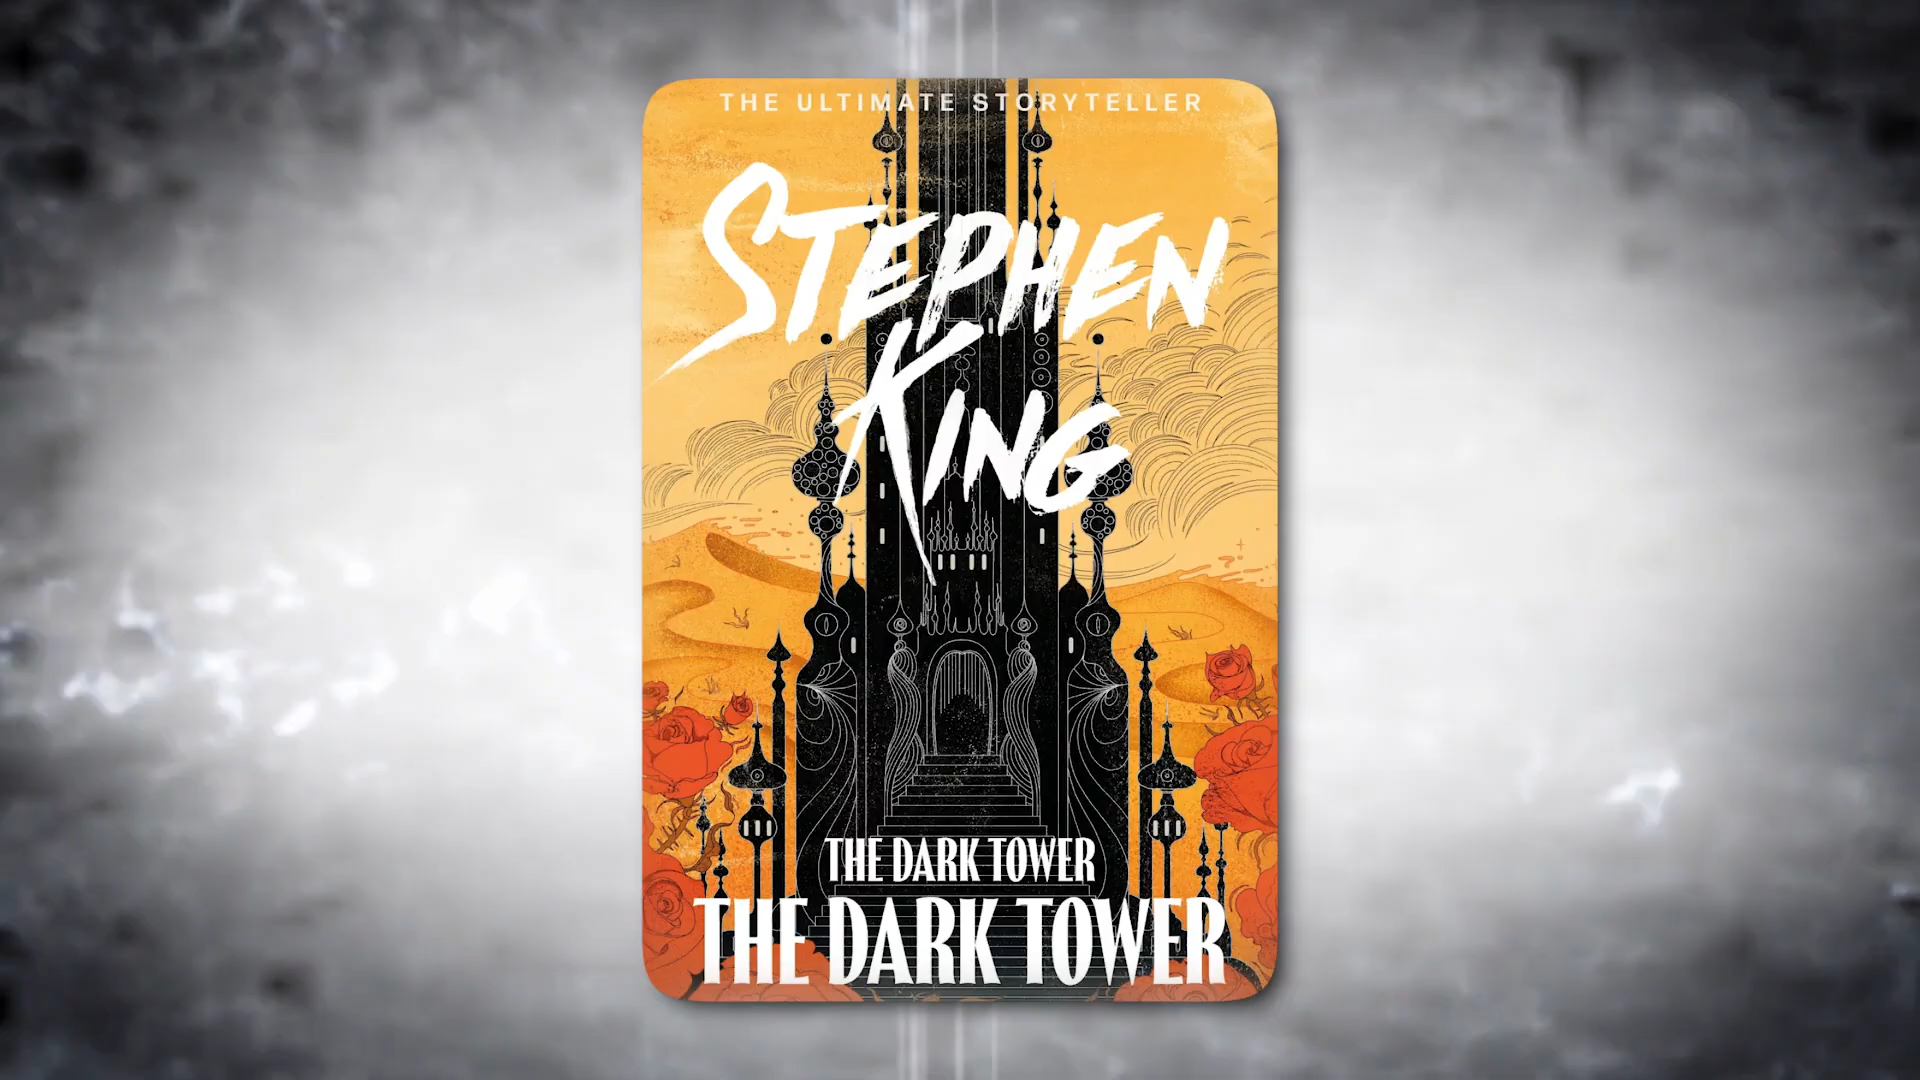 THE ULTIMATE STORYTELLER
STEPHEN
KING
THE DARK TOWER
THE DARK TOWER